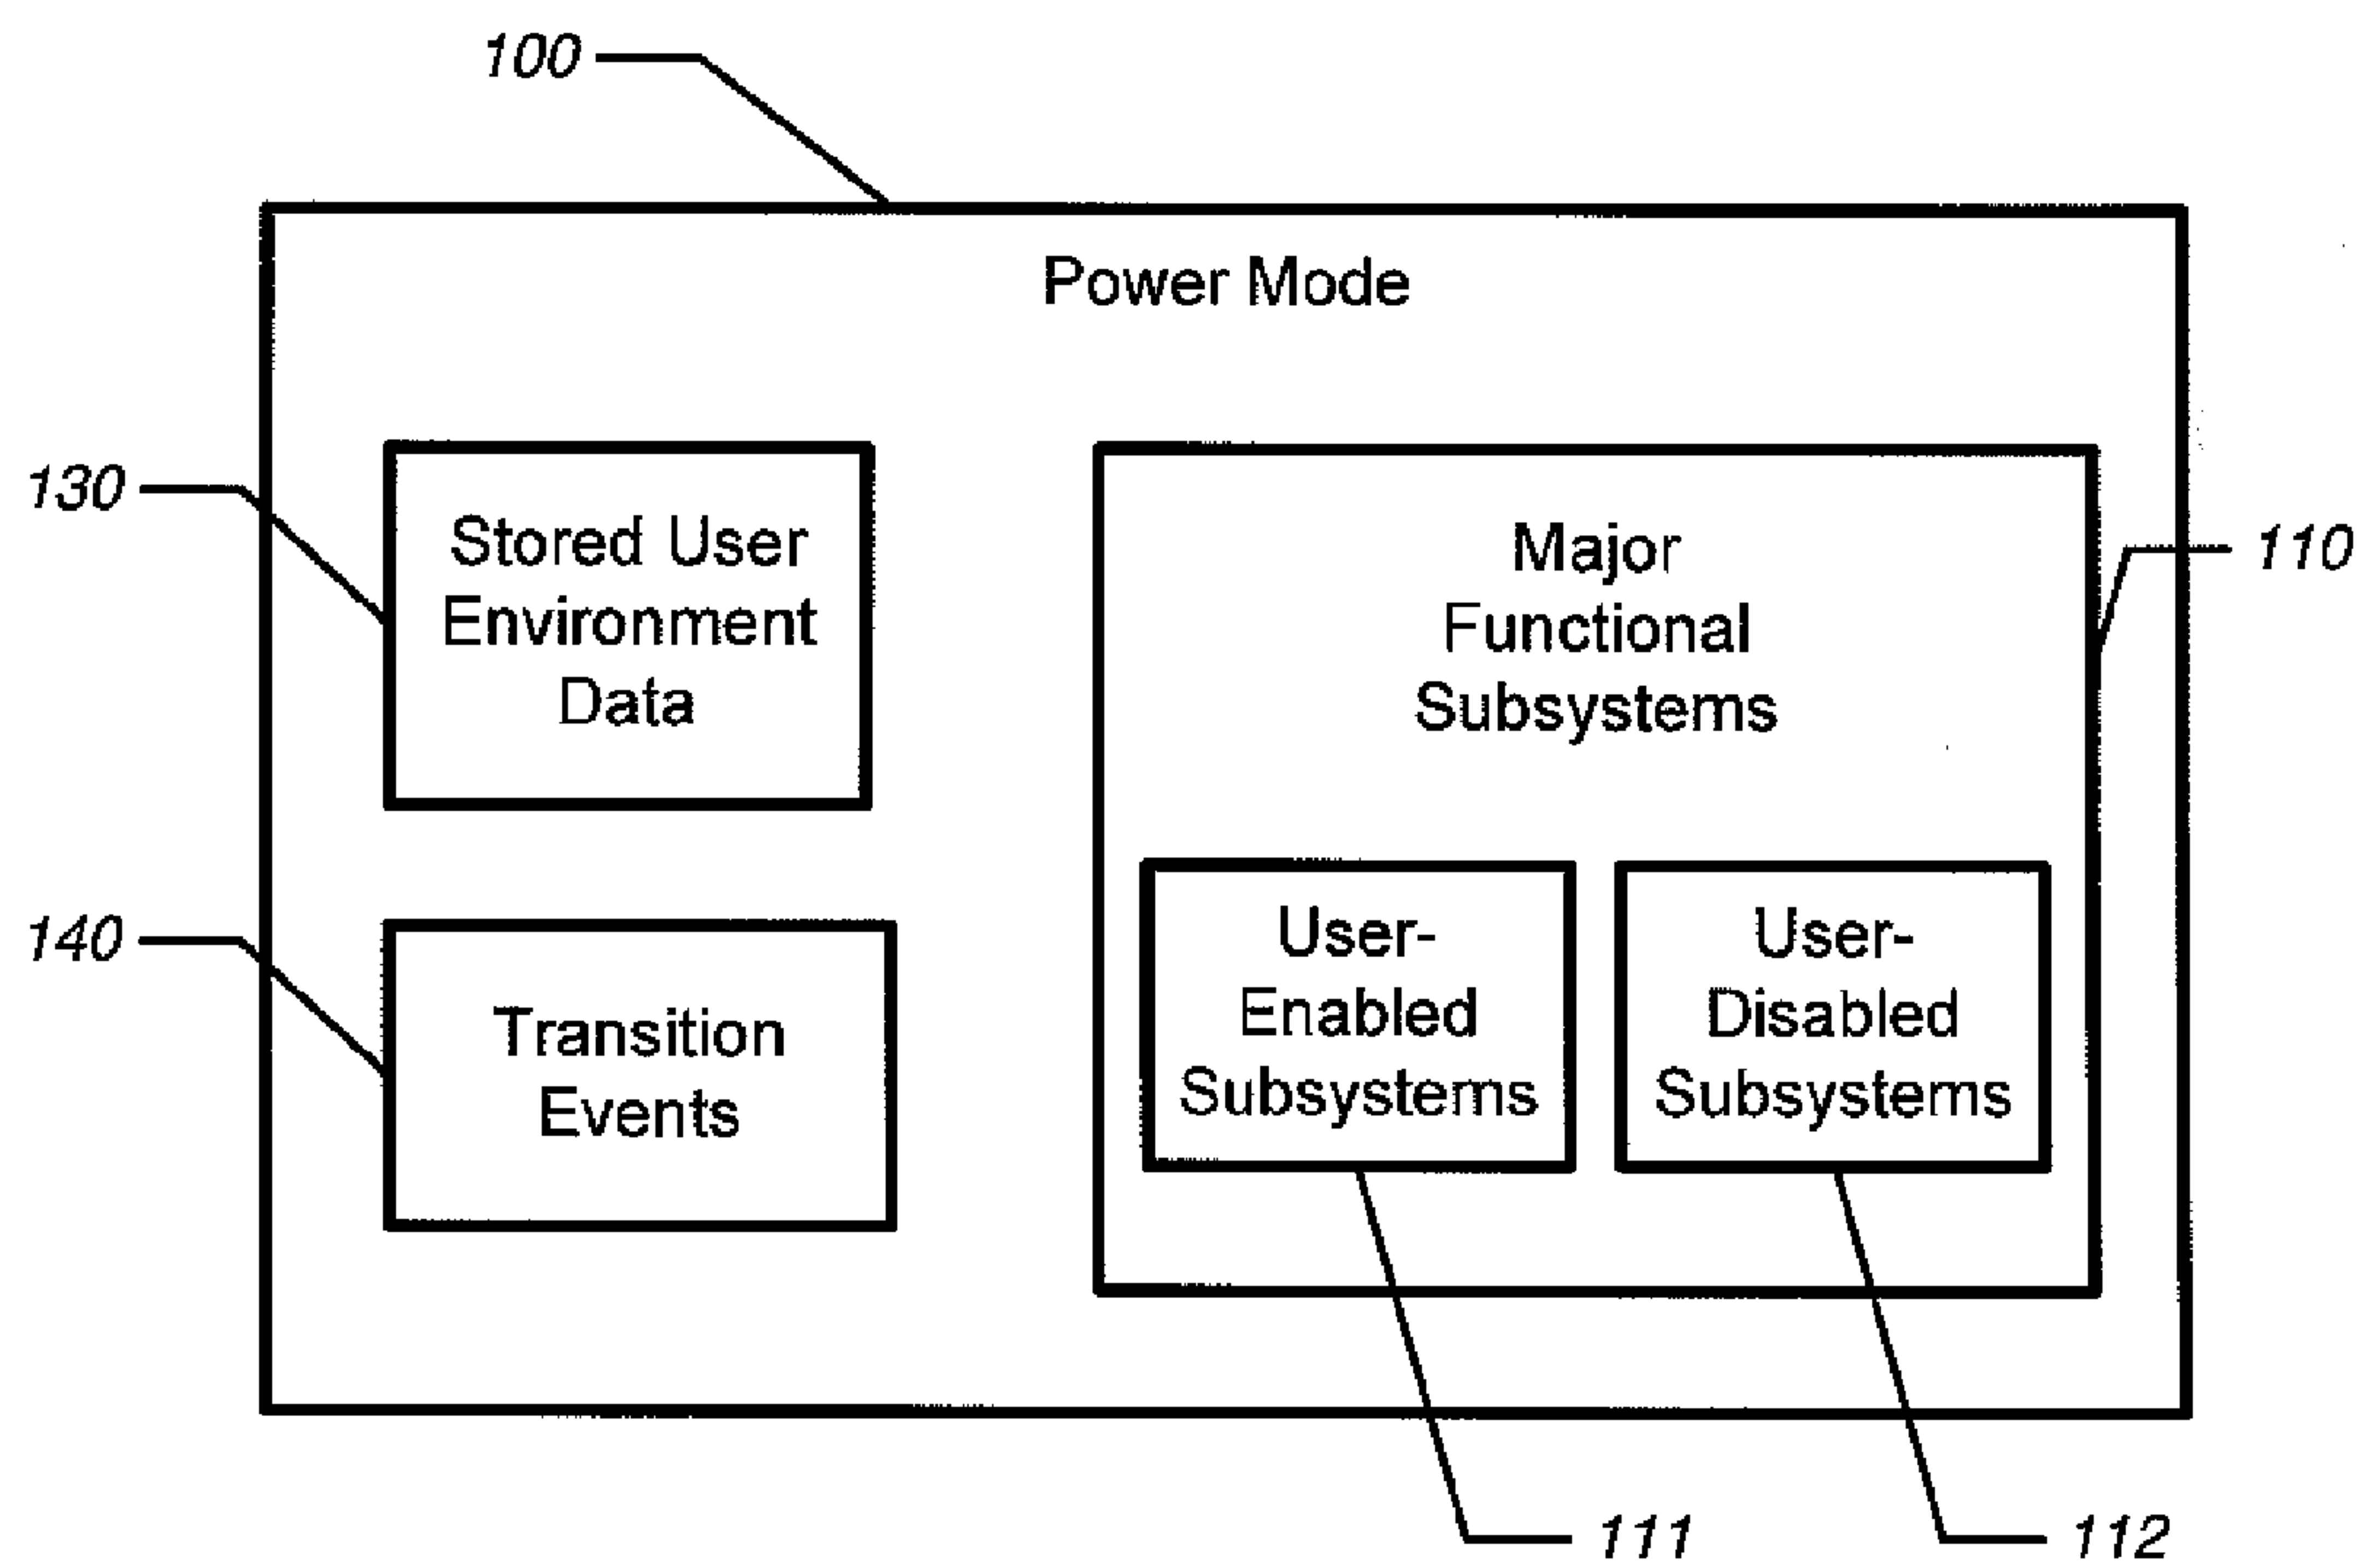 100
Power Mode
130
Stored User
Environment
Data
Major
Functional
Subsystems
110
140
Transition
Events
User-
Enabled
Subsystems
User-
Disabled
Subsystems
111
112